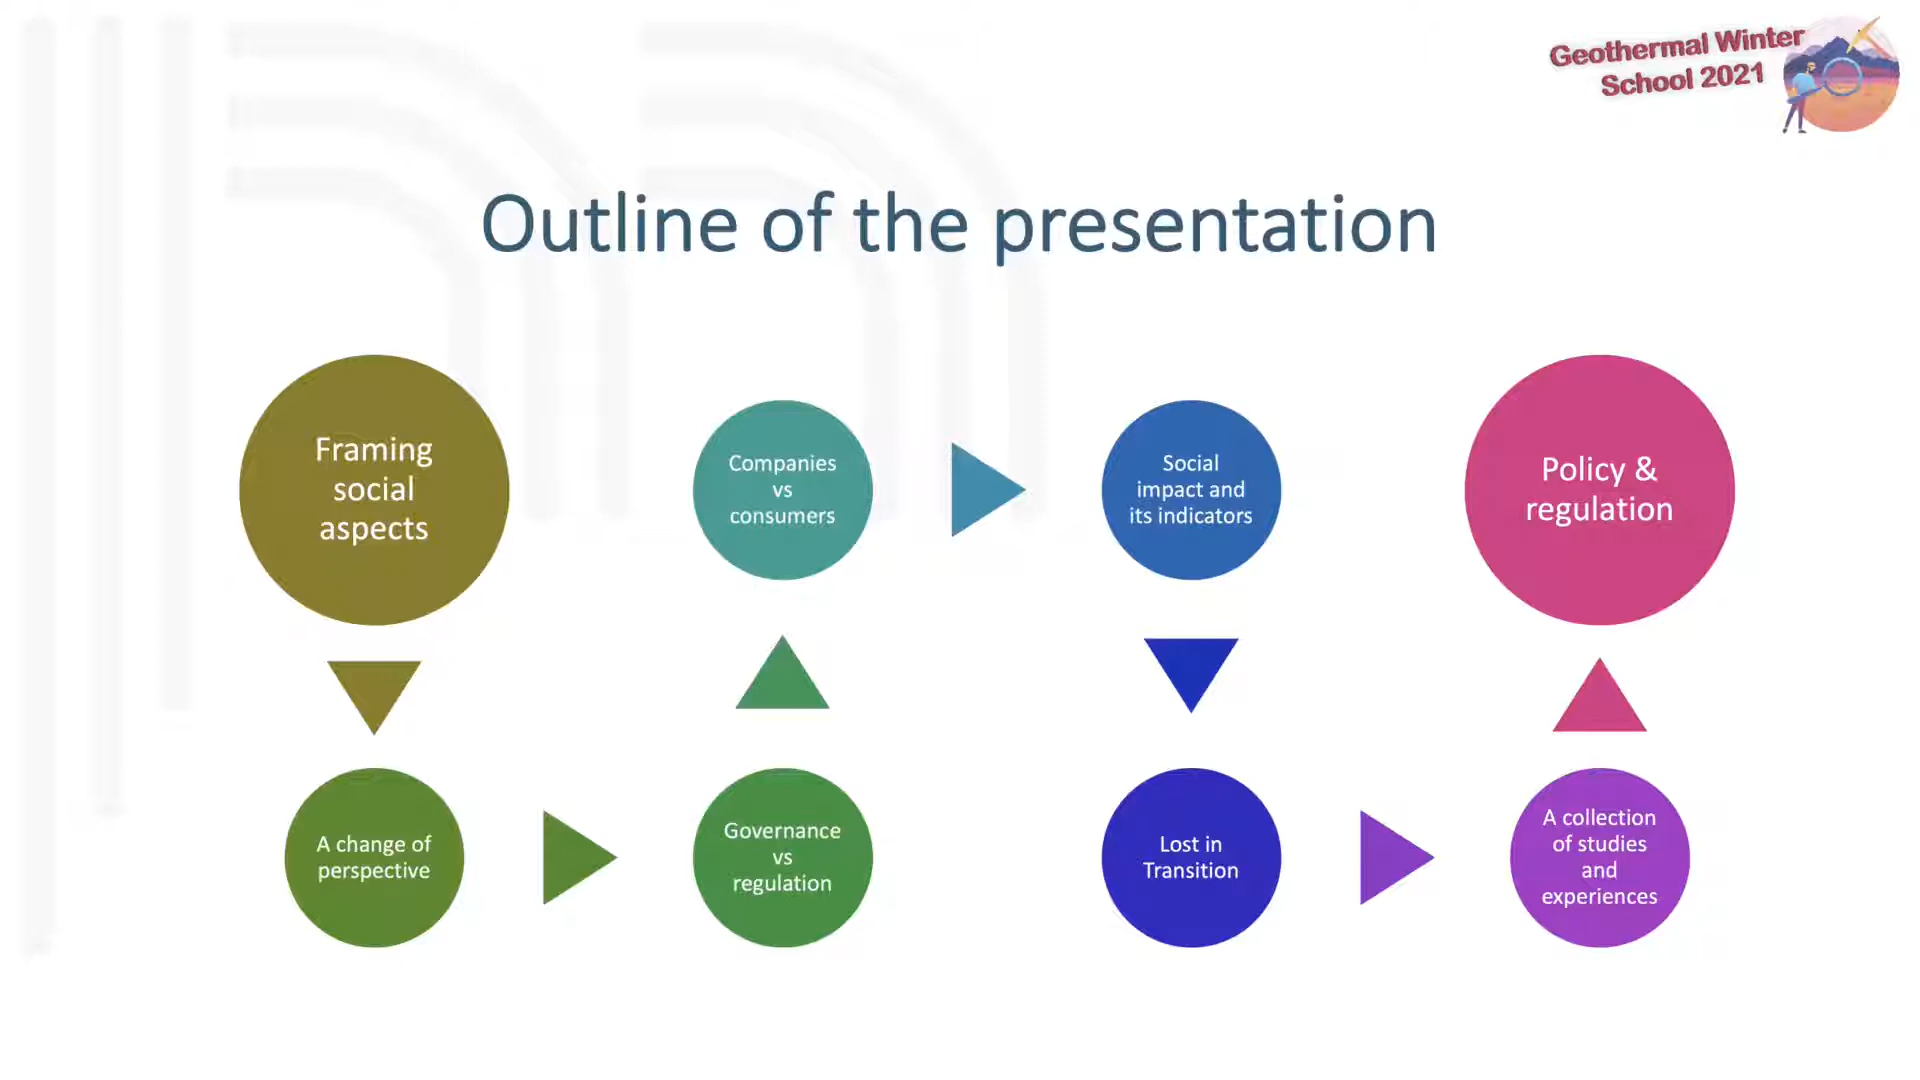 Geothermal Winter
School 2021
Outline of the presentation
Framing
social
aspects
A change of
perspective
Governance
vs
regulation
Companies
vs
consumers
Social
impact and
its indicators
Lost in
Transition
A collection
of studies
and
experiences
Policy &
regulation